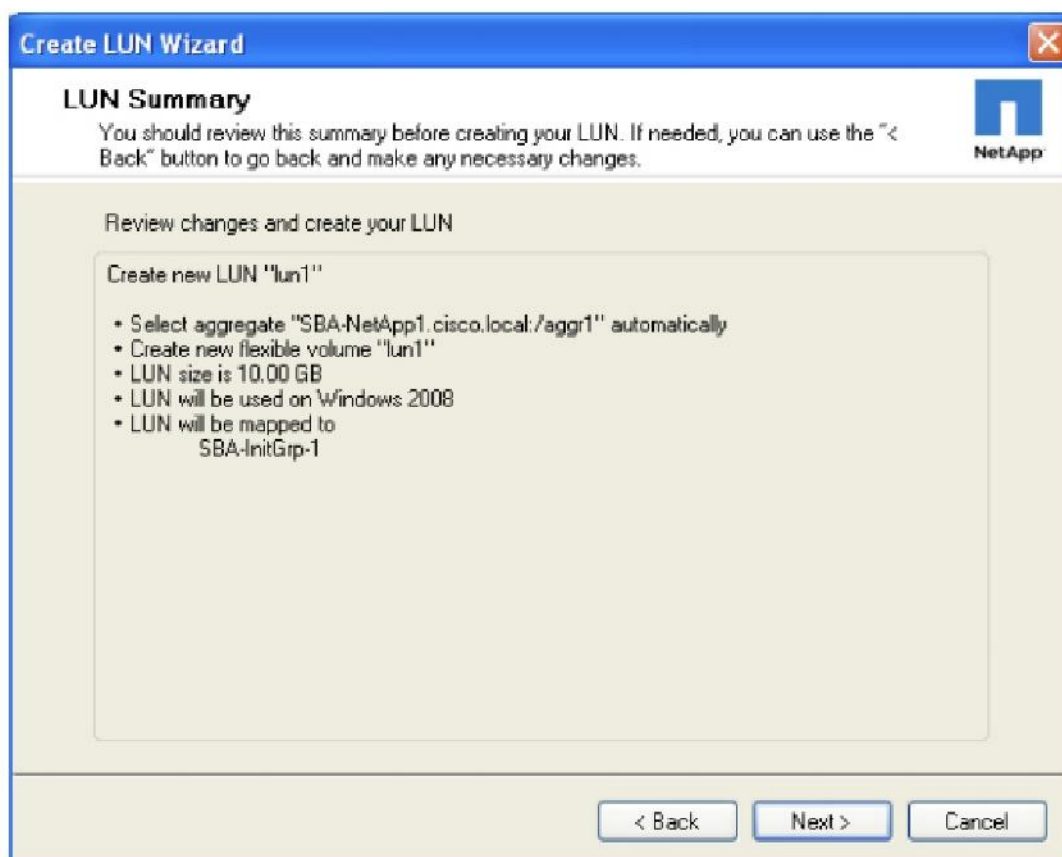 Create LUN Wizard
LUN Summary
You should review this summary before creating your LUN. If needed, you can use the "<
Back" button to go back and make any necessary changes.
NetApp
Review changes and create your LUN
Create new LUN "lun1"
• Select aggregate "SBA-NetApp1.cisco.local:/aggr1" automatically
• Create new flexible volume "lun1"
• LUN size is 10.00 GB
• LUN will be used on Windows 2008
• LUN will be mapped to
SBA-InitGrp-1
< Back
Next >
Cancel